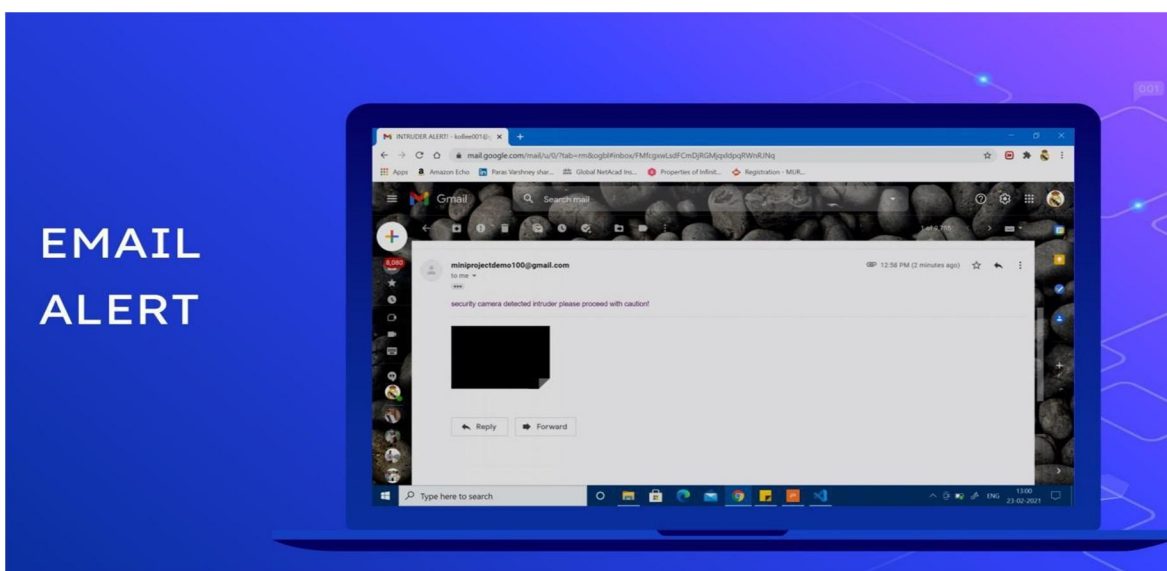 EMAIL
ALERT
001
INTRUDER ALERT! - kollee001@
mail.google.com/mail/u/0/?tab=rm&ogbl#inbox/
Apps Amazon Echo Paras Varshney shar... Global NetAcad Ins... Properties of Infinit... Registration - MUR...
Gmail Search mail
8,080
miniprojectdemo100@gmail.com 12:58 PM (2 minutes ago)
to me
security camera detected intruder please proceed with caution!
Reply Forward
Type here to search ENG 13:00
23-02-2021